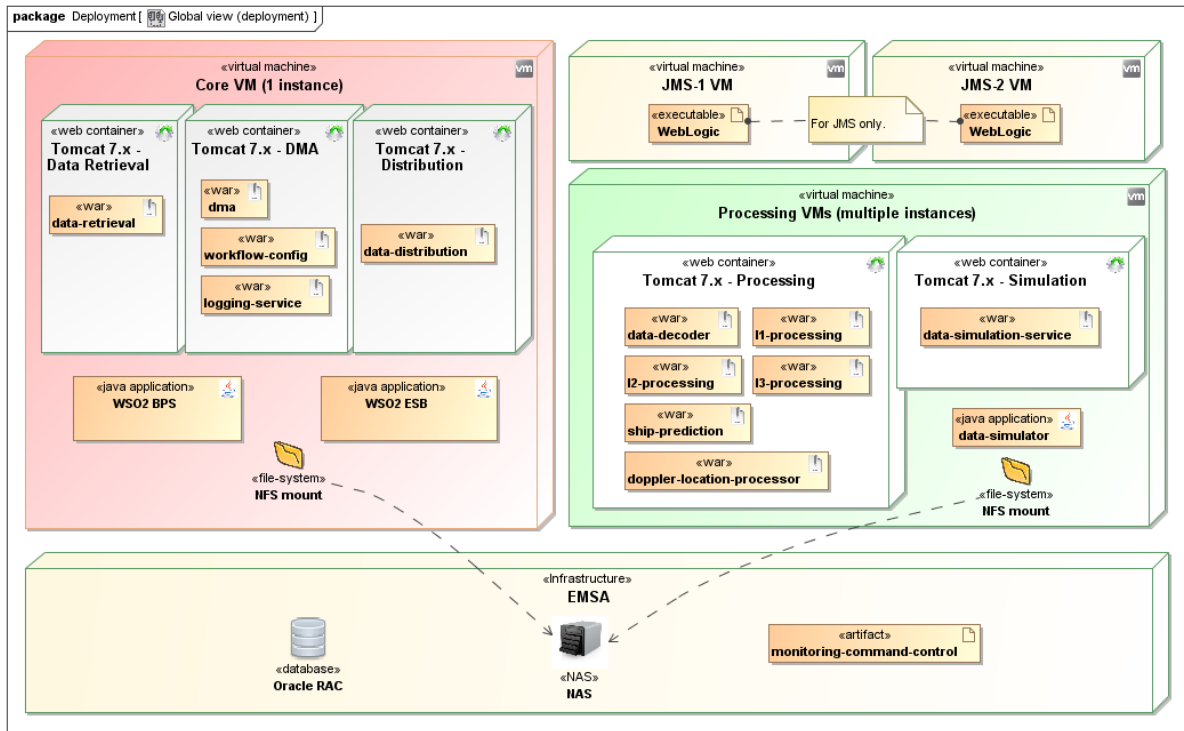 package Deployment [ Global view (deployment) ]
«virtual machine»
Core VM (1 instance)
vm
«web container»
Tomcat 7.x -
Data Retrieval
«war»
data-retrieval
«web container»
Tomcat 7.x - DMA
«war»
dma
«war»
workflow-config
«war»
logging-service
«web container»
Tomcat 7.x -
Distribution
«war»
data-distribution
«java application»
WSO2 BPS
«java application»
WSO2 ESB
«file-system»
NFS mount
«virtual machine»
JMS-1 VM
vm
«executable»
WebLogic
For JMS only.
«virtual machine»
JMS-2 VM
vm
«executable»
WebLogic
«virtual machine»
Processing VMs (multiple instances)
vm
«web container»
Tomcat 7.x - Processing
«war»
data-decoder
«war»
l1-processing
«war»
l2-processing
«war»
l3-processing
«war»
ship-prediction
«war»
doppler-location-processor
«web container»
Tomcat 7.x - Simulation
«war»
data-simulation-service
«java application»
data-simulator
«file-system»
NFS mount
«Infrastructure»
EMSA
«database»
Oracle RAC
«NAS»
NAS
«artifact»
monitoring-command-control